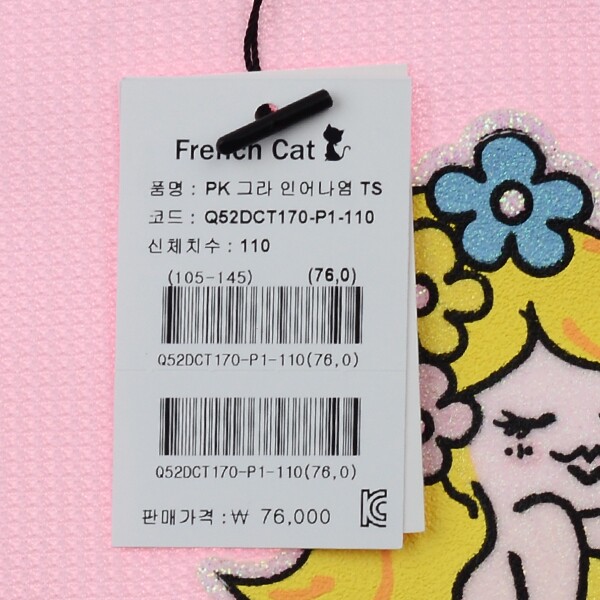 French Cat
품명 : PK 그라 인어나염 TS
코드 : Q52DCT170-P1-110
신체치수 : 110
(105-145) (76,0)
Q52DCT170-P1-110(76,0)
Q52DCT170-P1-110(76,0)
판매가격 : ₩ 76,000